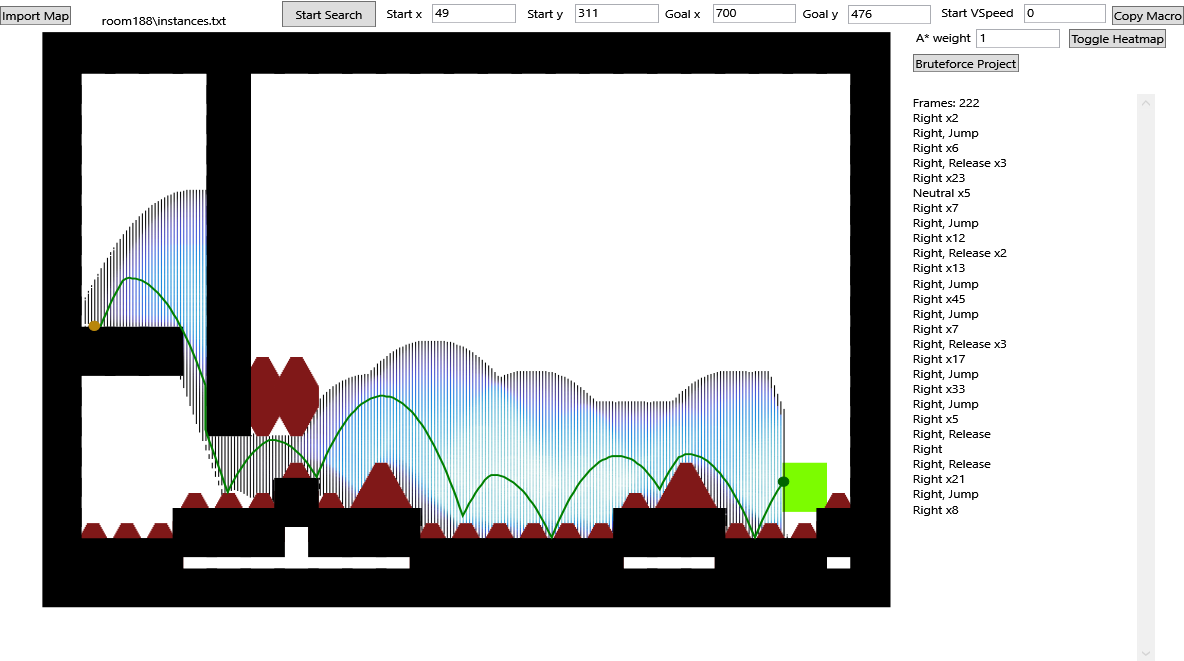 Import Map room188\instances.txt Start Search Start x 49 Start y 311 Goal x 700 Goal y 476 Start VSpeed 0 Copy Macro
A* weight 1 Toggle Heatmap
Bruteforce Project
Frames: 222
Right x2
Right, Jump
Right x6
Right, Release x3
Right x23
Neutral x5
Right x7
Right, Jump
Right x12
Right, Release x2
Right x13
Right, Jump
Right x45
Right, Jump
Right x7
Right, Release x3
Right x17
Right, Jump
Right x33
Right, Jump
Right x5
Right, Release
Right
Right, Release
Right x21
Right, Jump
Right x8